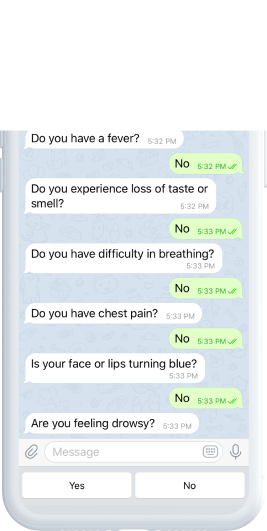 Do you have a fever? 5:32 PM
No 5:32 PM
Do you experience loss of taste or
smell? 5:32 PM
No 5:33 PM
Do you have difficulty in breathing?
5:33 PM
No 5:33 PM
Do you have chest pain? 5:33 PM
No 5:33 PM
Is your face or lips turning blue?
5:33 PM
No 5:33 PM
Are you feeling drowsy? 5:33 PM
Message
Yes No